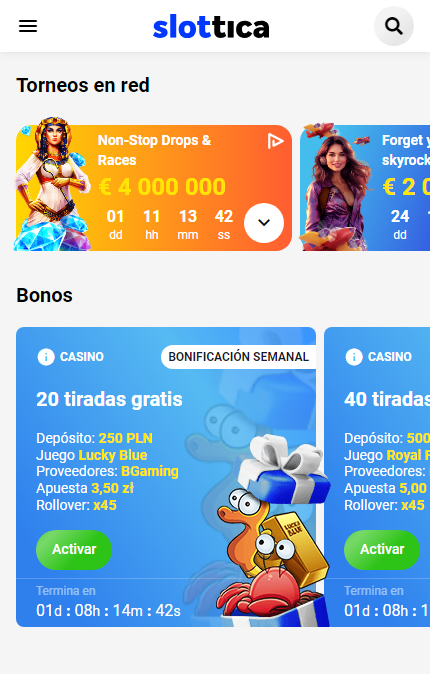 slottica
Torneos en red
Non-Stop Drops &
Races
€ 4 000 000
01 11 13 42
dd hh mm ss
Forget
skyrock
€ 2 0
24
dd
Bonos
CASINO
BONIFICACIÓN SEMANAL
20 tiradas gratis
Depósito: 250 PLN
Juego Lucky Blue
Proveedores: BGaming
Apuesta 3,50 zł
Rollover: x45
LUCKY
BLUE
Activar
Termina en
01d : 08h : 14m : 42s
CASINO
40 tiradas
Depósito: 500
Juego Royal
Proveedores:
Apuesta 5,00
Rollover: x45
Activar
Termina en
01d : 08h : 1